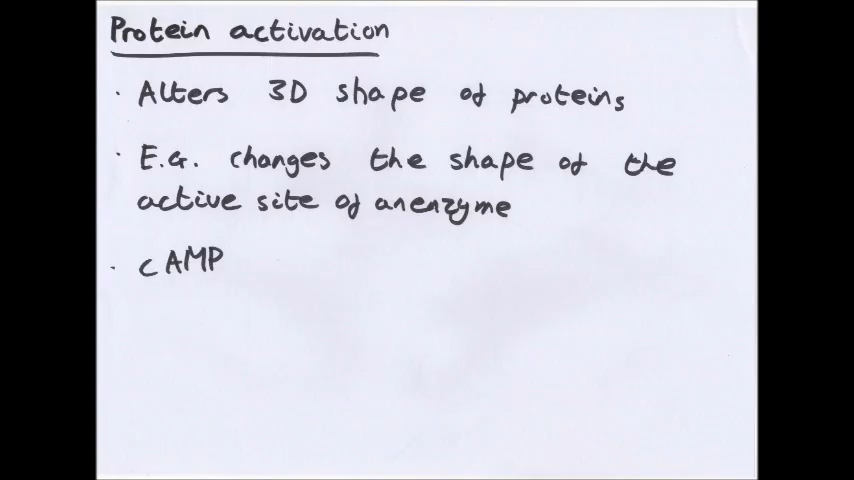 Protein activation
· Alters 3D shape of proteins
· E.G. changes the shape of the
active site of an enzyme
· cAMP